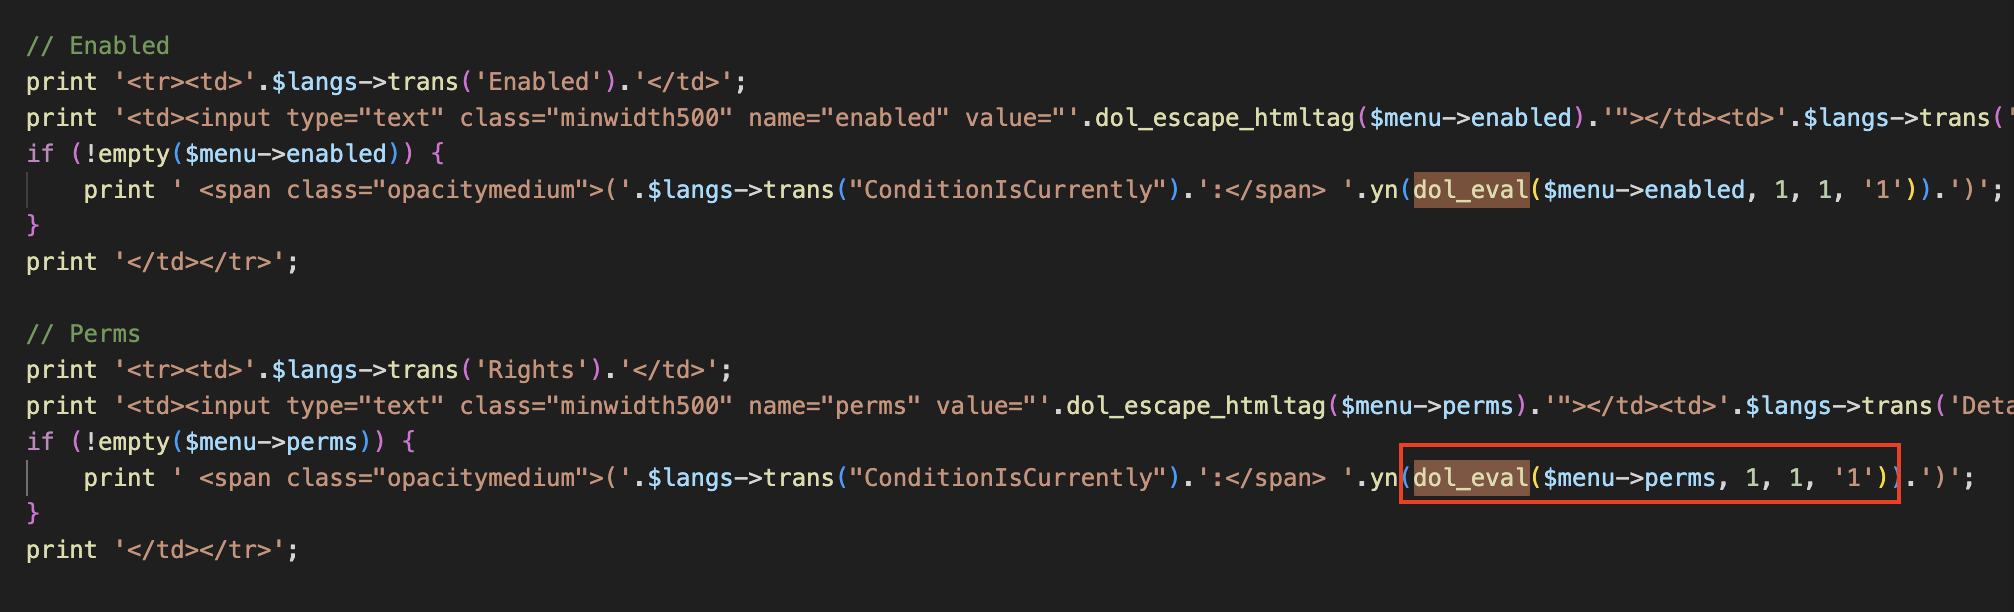 // Enabled
print '<tr><td>'.$langs->trans('Enabled').'</td>';
print '<td><input type="text" class="minwidth500" name="enabled" value="'.dol_escape_htmltag($menu->enabled).'"></td><td>'.$langs->trans('
if (!empty($menu->enabled)) {
    print ' <span class="opacitymedium">('.$langs->trans("ConditionIsCurrently").':</span> '.yn(dol_eval($menu->enabled, 1, 1, '1')).')';
}
print '</td></tr>';

// Perms
print '<tr><td>'.$langs->trans('Rights').'</td>';
print '<td><input type="text" class="minwidth500" name="perms" value="'.dol_escape_htmltag($menu->perms).'"></td><td>'.$langs->trans('Deta
if (!empty($menu->perms)) {
    print ' <span class="opacitymedium">('.$langs->trans("ConditionIsCurrently").':</span> '.yn(dol_eval($menu->perms, 1, 1, '1')).')';
}
print '</td></tr>';